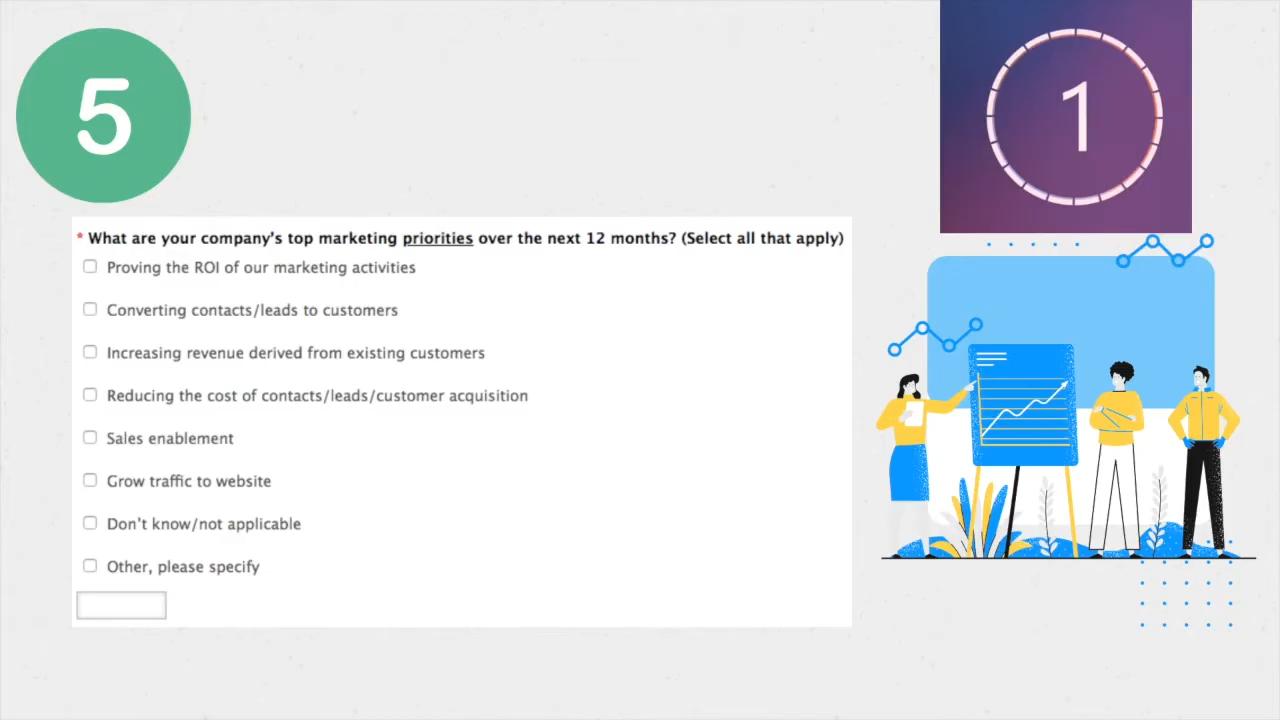 5
1
* What are your company's top marketing priorities over the next 12 months? (Select all that apply)
Proving the ROI of our marketing activities
Converting contacts/leads to customers
Increasing revenue derived from existing customers
Reducing the cost of contacts/leads/customer acquisition
Sales enablement
Grow traffic to website
Don't know/not applicable
Other, please specify